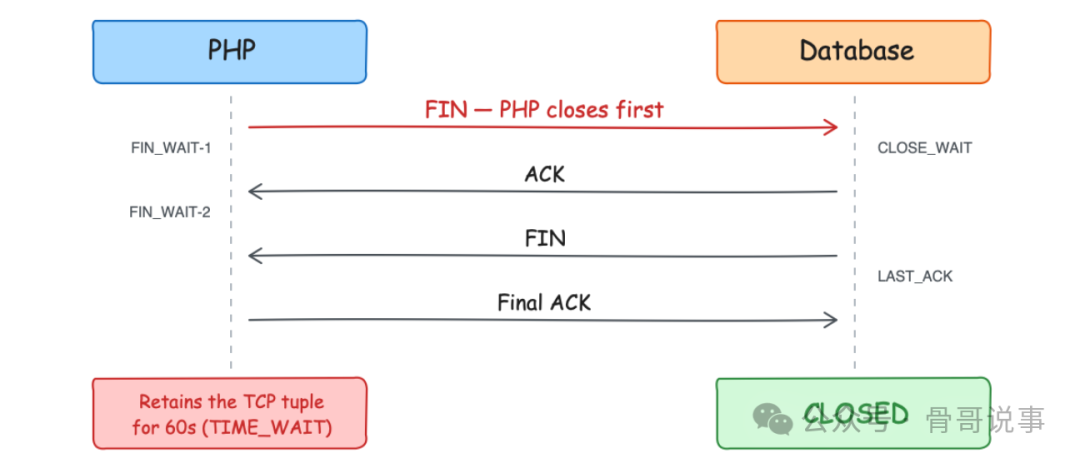 PHP
Database
FIN — PHP closes first
FIN_WAIT-1
CLOSE_WAIT
ACK
FIN_WAIT-2
FIN
LAST_ACK
Final ACK
Retains the TCP tuple
for 60s (TIME_WAIT)
CLOSED
公众号 · 骨哥说事